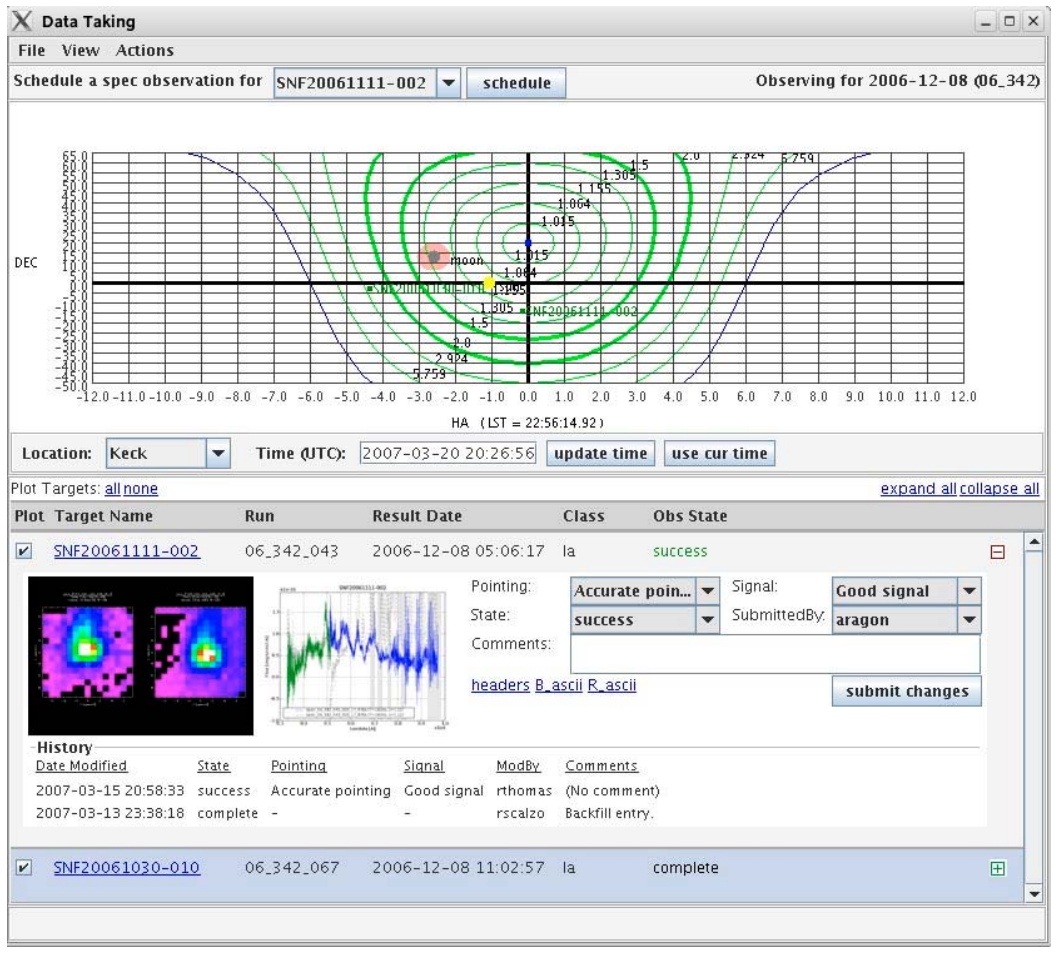 Data Taking
File View Actions
Schedule a spec observation for SNF20061111-002 schedule Observing for 2006-12-08 (06_342)
65.0
55.0
50.0
45.0
40.0
35.0
30.0
25.0
20.0
15.0
10.0
5.0
0.0
-5.0
-10.0
-15.0
-20.0
-25.0
-30.0
-35.0
-40.0
-45.0
-50.0
DEC
2.0 2.924 5.759
1.5
1.305
1.155
1.064
1.015
1.015
moon
1.064
SNF20061030-010
1.155
1.305 SNF20061111-002
1.5
2.0
2.924
5.759
-12.0 -11.0 -10.0 -9.0 -8.0 -7.0 -6.0 -5.0 -4.0 -3.0 -2.0 -1.0 0.0 1.0 2.0 3.0 4.0 5.0 6.0 7.0 8.0 9.0 10.0 11.0 12.0
HA (LST = 22:56:14.92)
Location: Keck Time (UTC): 2007-03-20 20:26:56 update time use cur time
Plot Targets: all none expand all collapse all
Plot Target Name Run Result Date Class Obs State
SNF20061111-002 06_342_043 2006-12-08 05:06:17 Ia success
SNF20061111-002
Pointing: Accurate poin... Signal: Good signal
State: success SubmittedBy: aragon
Comments:
headers B_ascii R_ascii submit changes
History
Date Modified State Pointing Signal ModBy Comments
2007-03-15 20:58:33 success Accurate pointing Good signal rthomas (No comment)
2007-03-13 23:38:18 complete - - rscalzo Backfill entry.
SNF20061030-010 06_342_067 2006-12-08 11:02:57 Ia complete